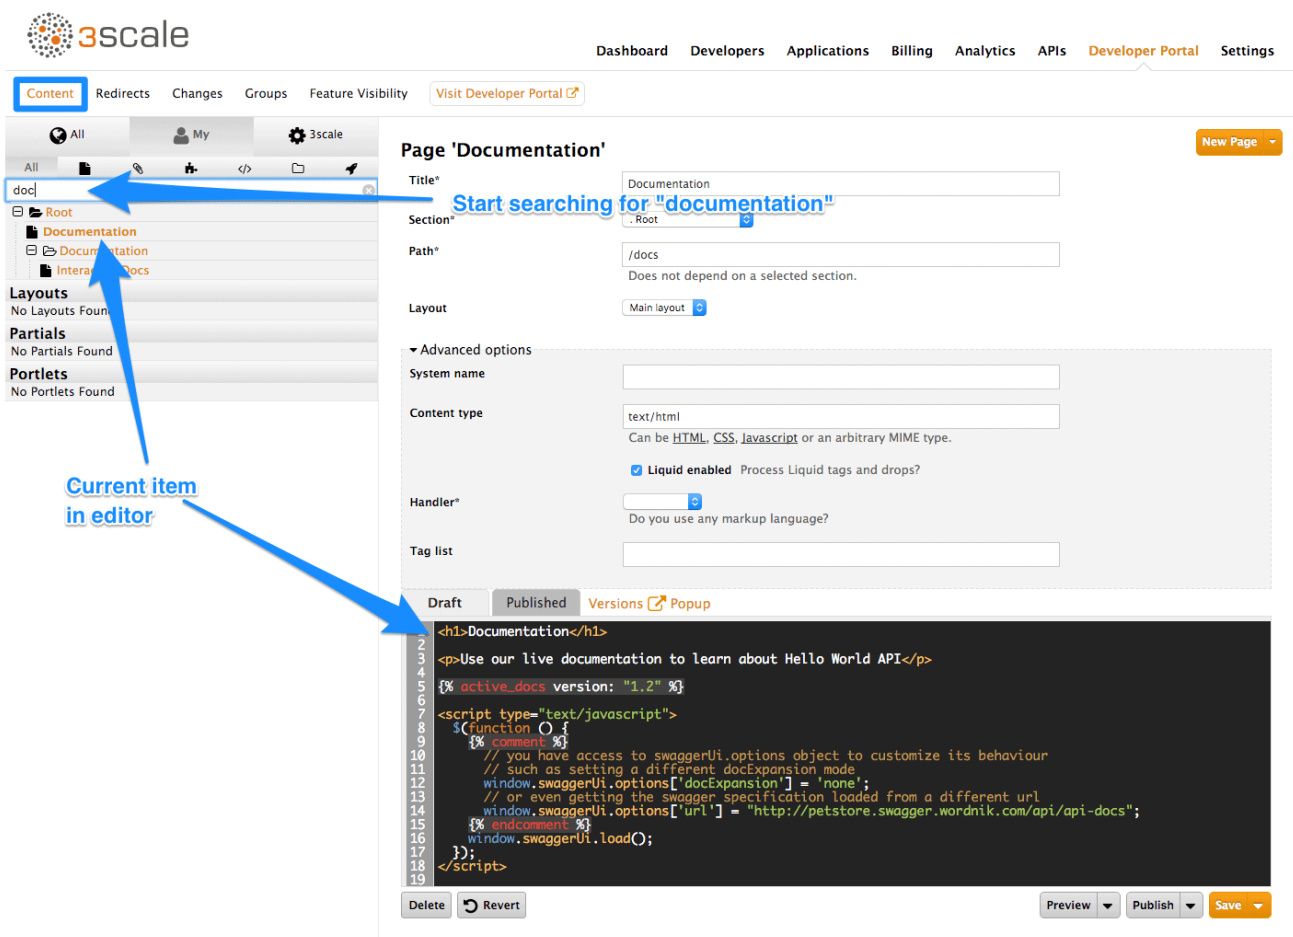 3scale
Dashboard Developers Applications Billing Analytics APIs Developer Portal Settings
Content Redirects Changes Groups Feature Visibility Visit Developer Portal
All My 3scale
All
doc
Root
Documentation
Documentation
Interac Docs
Layouts
No Layouts Foun
Partials
No Partials Found
Portlets
No Portlets Found
Start searching for "documentation"
Current item
in editor
Page 'Documentation'
New Page
Title* Documentation
Section* . Root
Path* /docs
Does not depend on a selected section.
Layout Main layout
Advanced options
System name
Content type text/html
Can be HTML, CSS, Javascript or an arbitrary MIME type.
Liquid enabled Process Liquid tags and drops?
Handler*
Do you use any markup language?
Tag list
Draft Published Versions Popup
1 <h1>Documentation</h1>
2
3 <p>Use our live documentation to learn about Hello World API</p>
4
5 {% active_docs version: "1.2" %}
6
7 <script type="text/javascript">
8 $(function () {
9 {% comment %}
10 // you have access to swaggerUi.options object to customize its behaviour
11 // such as setting a different docExpansion mode
12 window.swaggerUi.options['docExpansion'] = 'none';
13 // or even getting the swagger specification loaded from a different url
14 window.swaggerUi.options['url'] = "http://petstore.swagger.wordnik.com/api/api-docs";
15 {% endcomment %}
16 window.swaggerUi.load();
17 });
18 </script>
19
Delete Revert Preview Publish Save